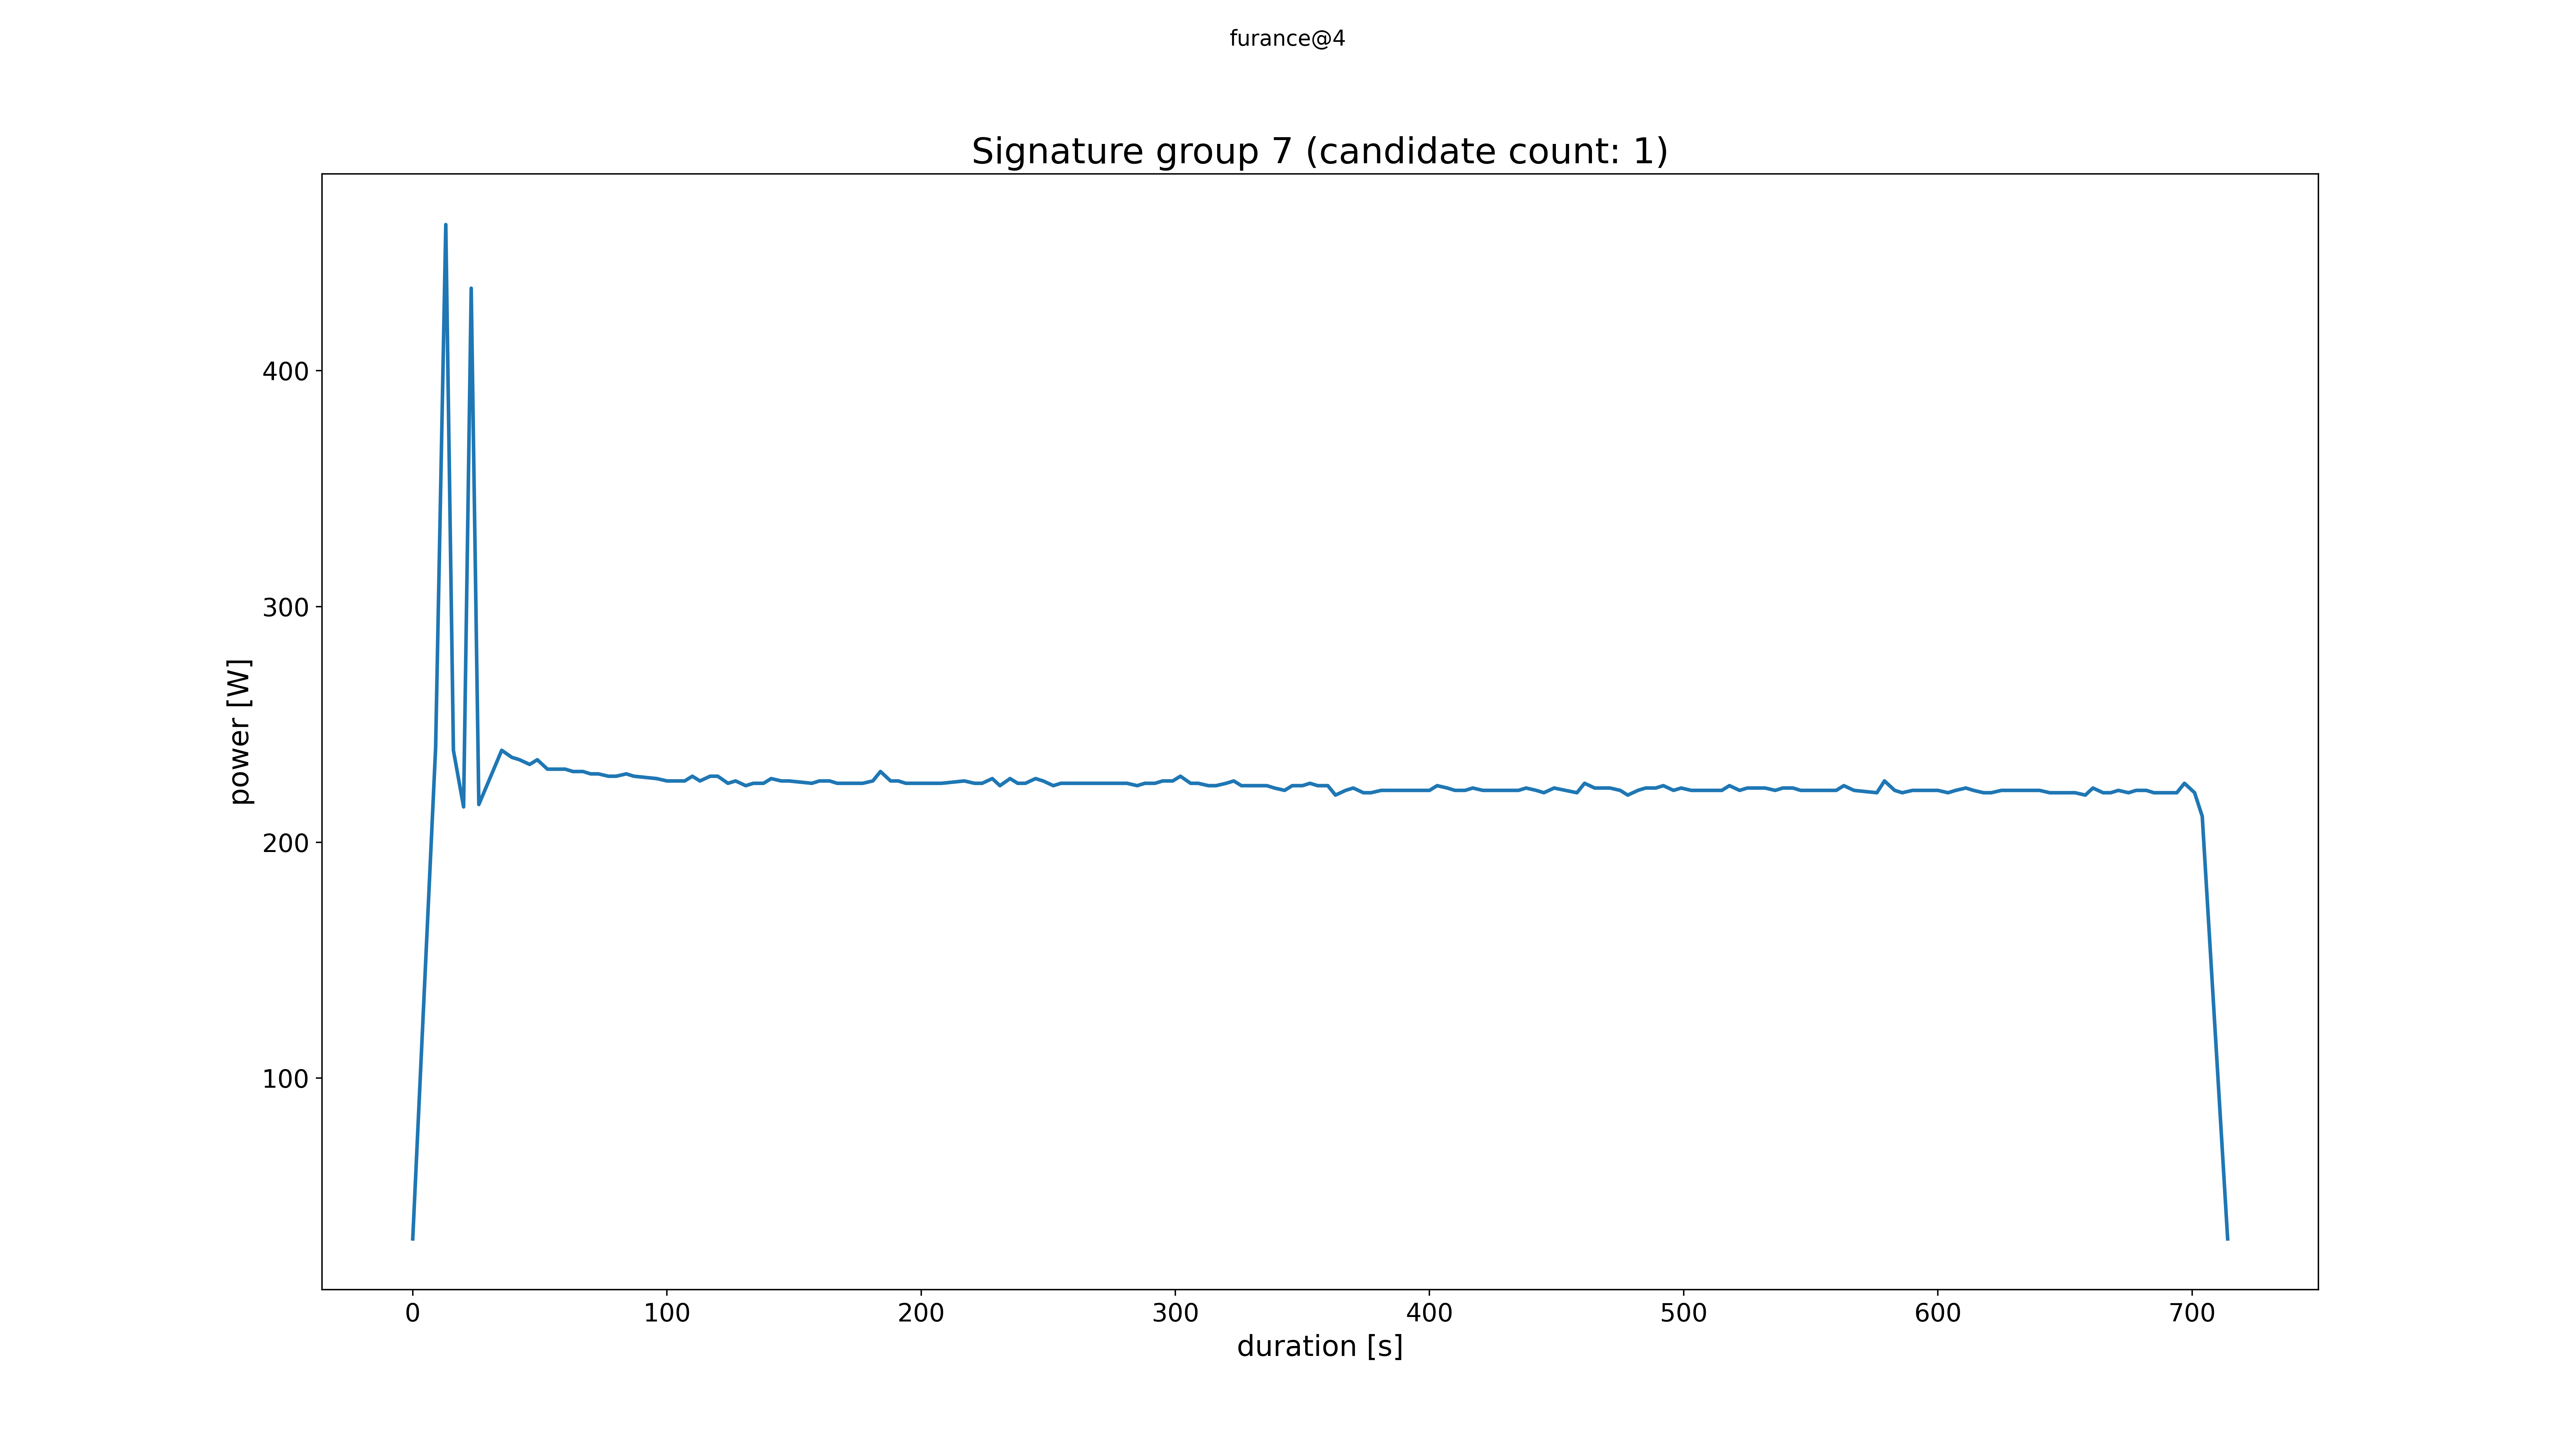 furance@4
Signature group 7 (candidate count: 1)
power [W]
400
300
200
100
0 100 200 300 400 500 600 700
duration [s]